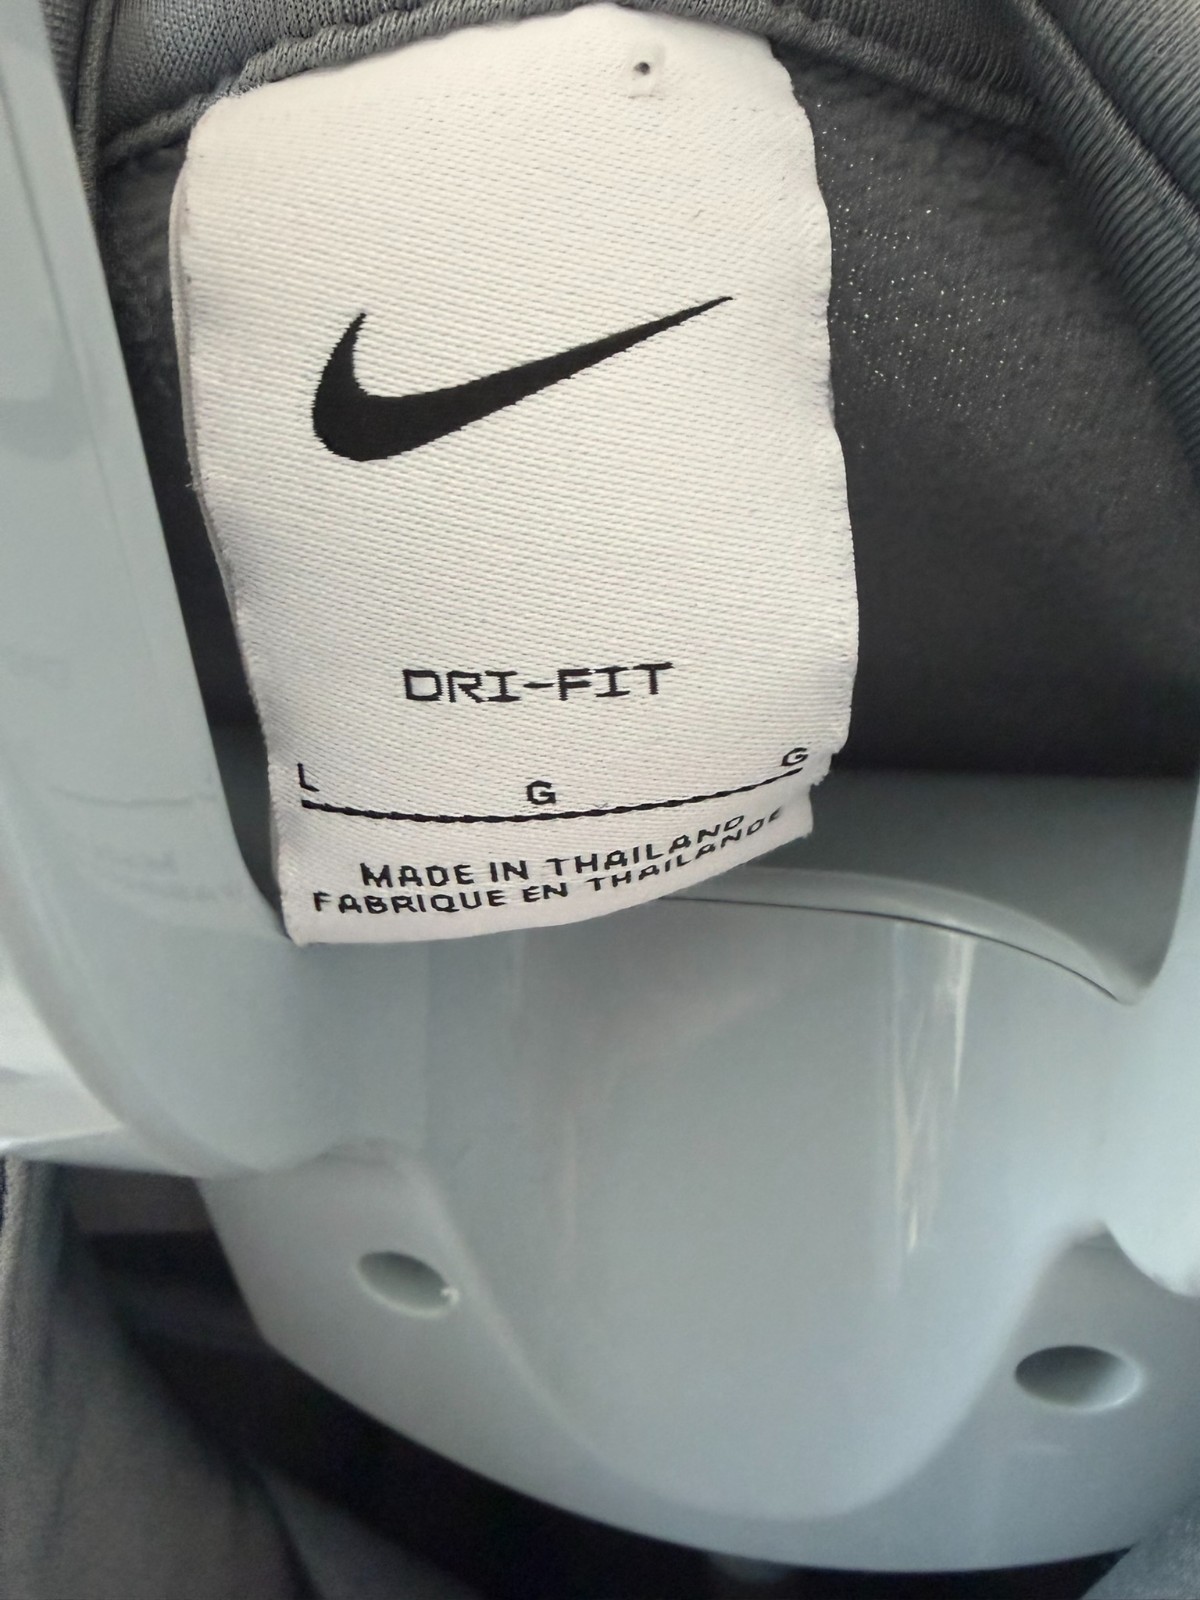 DRI-FIT
L G G
MADE IN THAILAND
FABRIQUE EN THAILANDE